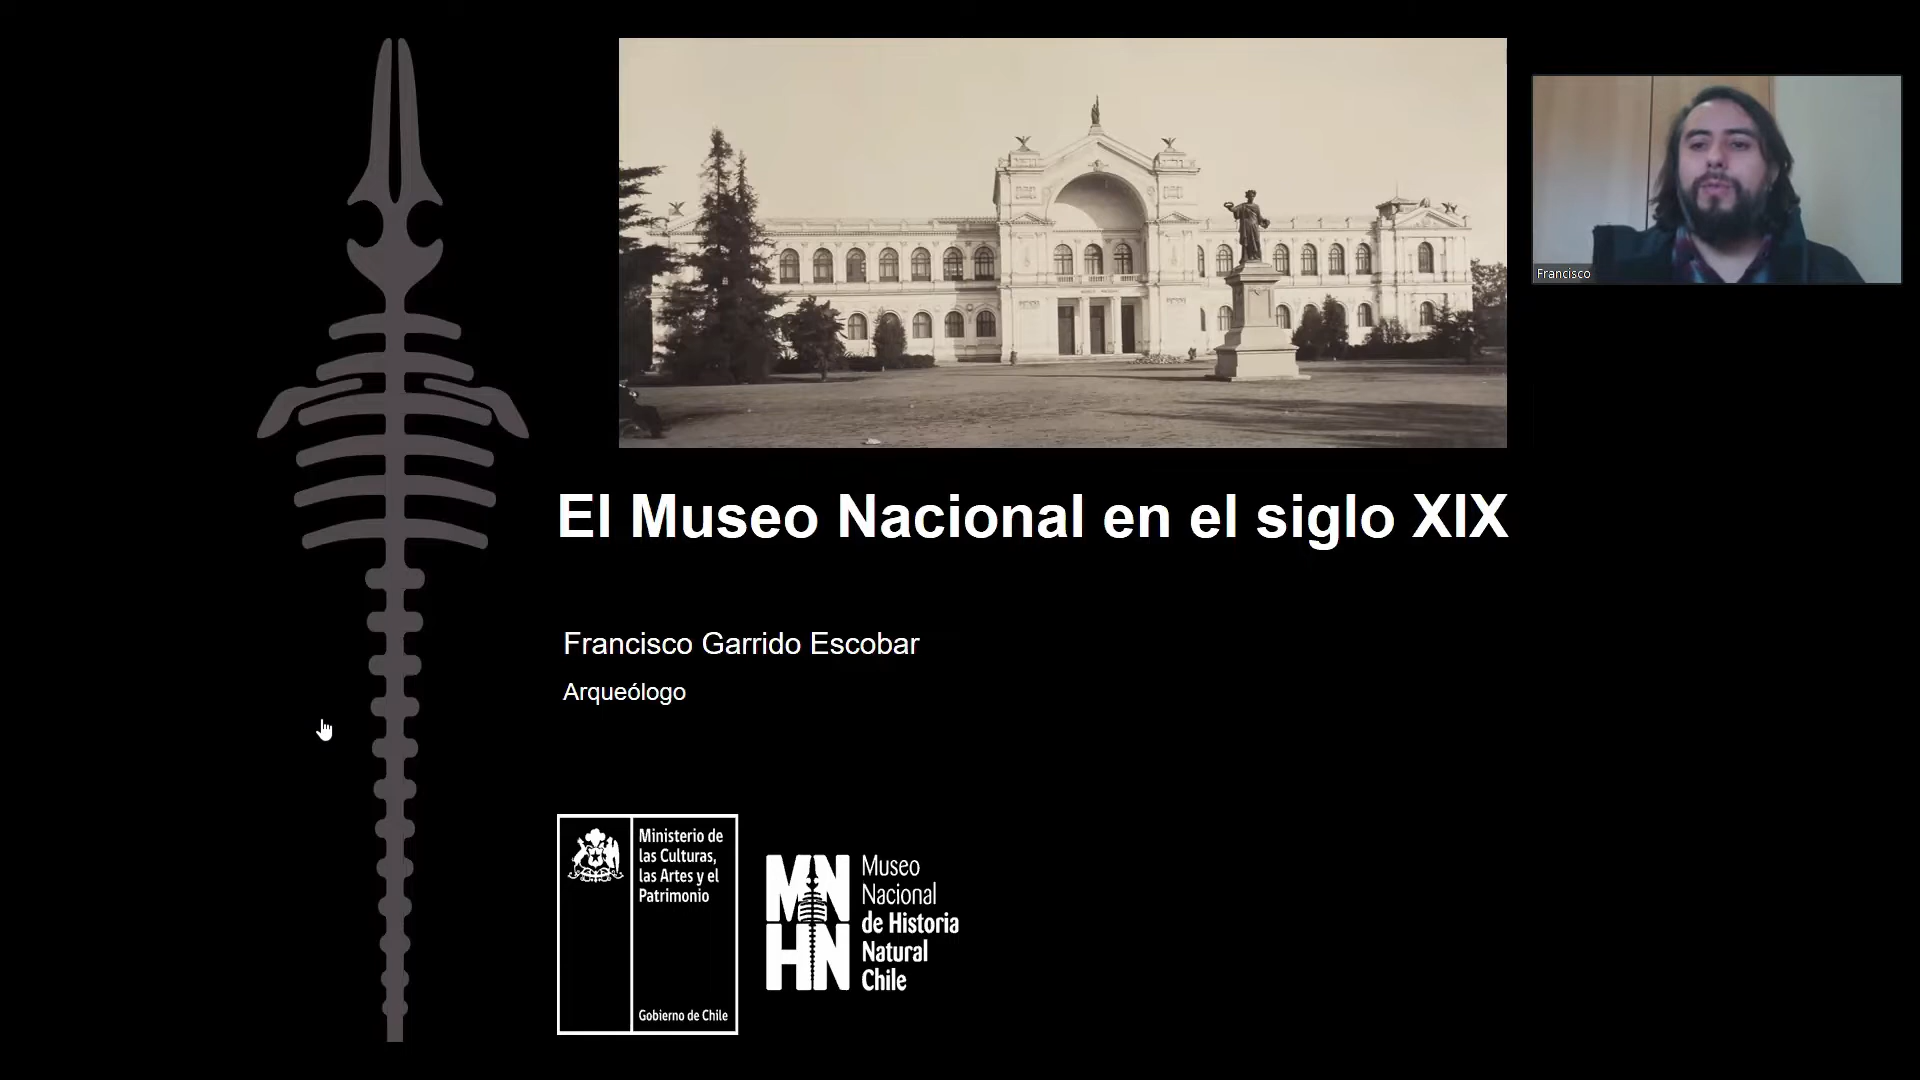 Francisco
El Museo Nacional en el siglo XIX
Francisco Garrido Escobar
Arqueólogo
Ministerio de
las Culturas,
las Artes y el
Patrimonio
Gobierno de Chile
MN
HN
Museo
Nacional
de Historia
Natural
Chile